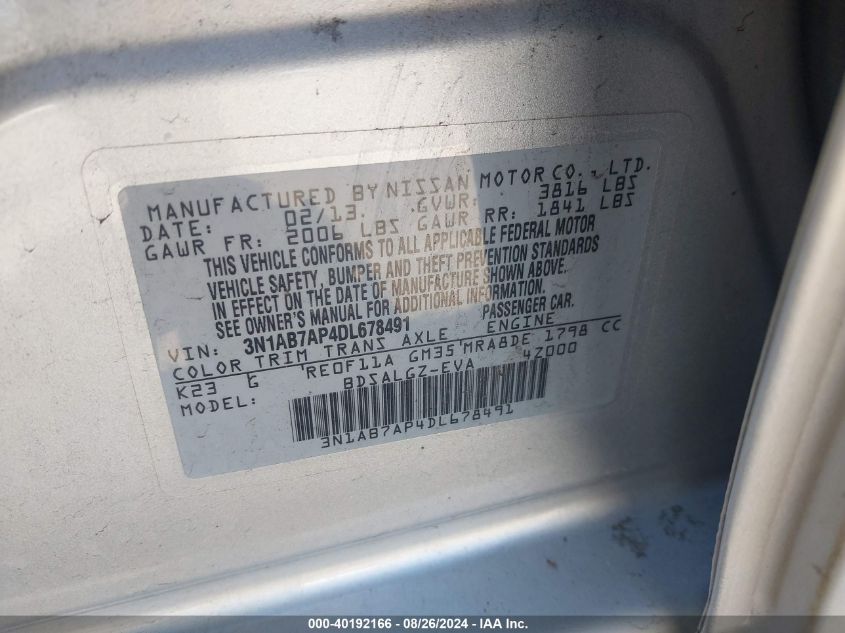 MANUFACTURED BY NISSAN MOTOR CO., LTD.
DATE: 02/13. GVWR: 3816 LBS
GAWR FR: 2006 LBS GAWR RR: 1841 LBS
THIS VEHICLE CONFORMS TO ALL APPLICABLE FEDERAL MOTOR
VEHICLE SAFETY, BUMPER AND THEFT PREVENTION STANDARDS
IN EFFECT ON THE DATE OF MANUFACTURE SHOWN ABOVE.
SEE OWNER'S MANUAL FOR ADDITIONAL INFORMATION.
VIN: 3N1AB7AP4DL678491 PASSENGER CAR.
COLOR TRIM TRANS AXLE ENGINE
K23 G RE0F11A GM35 MRA8DE 1798 CC
MODEL: BDSALGZ-EVA 4Z000
3N1AB7AP4DL678491
000-40192166 - 08/26/2024 - © IAA Inc.